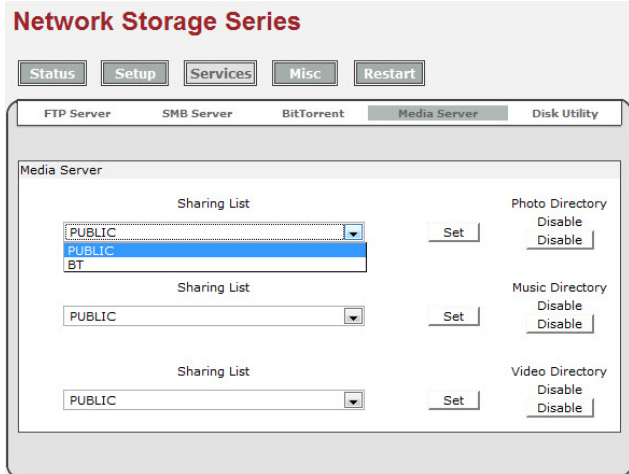 Network Storage Series
Status Setup Services Misc Restart
FTP Server SMB Server BitTorrent Media Server Disk Utility
Media Server
Sharing List Photo Directory
Disable
PUBLIC Set Disable
PUBLIC
BT
Sharing List Music Directory
Disable
PUBLIC Set Disable
Sharing List Video Directory
Disable
PUBLIC Set Disable